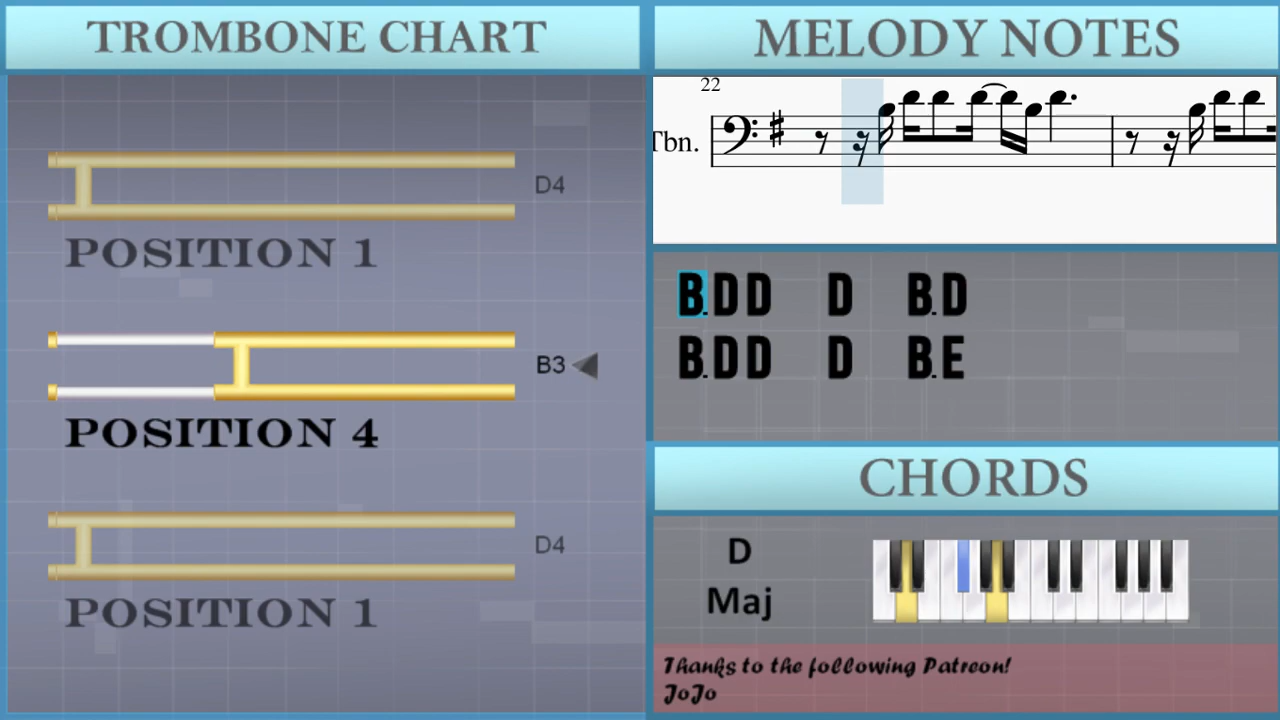 TROMBONE CHART
D4
POSITION 1
B3
POSITION 4
D4
POSITION 1
MELODY NOTES
22
Tbn.
B.DD D B.D
B.DD D B.E
CHORDS
D
Maj
Thanks to the following Patreon!
JoJo